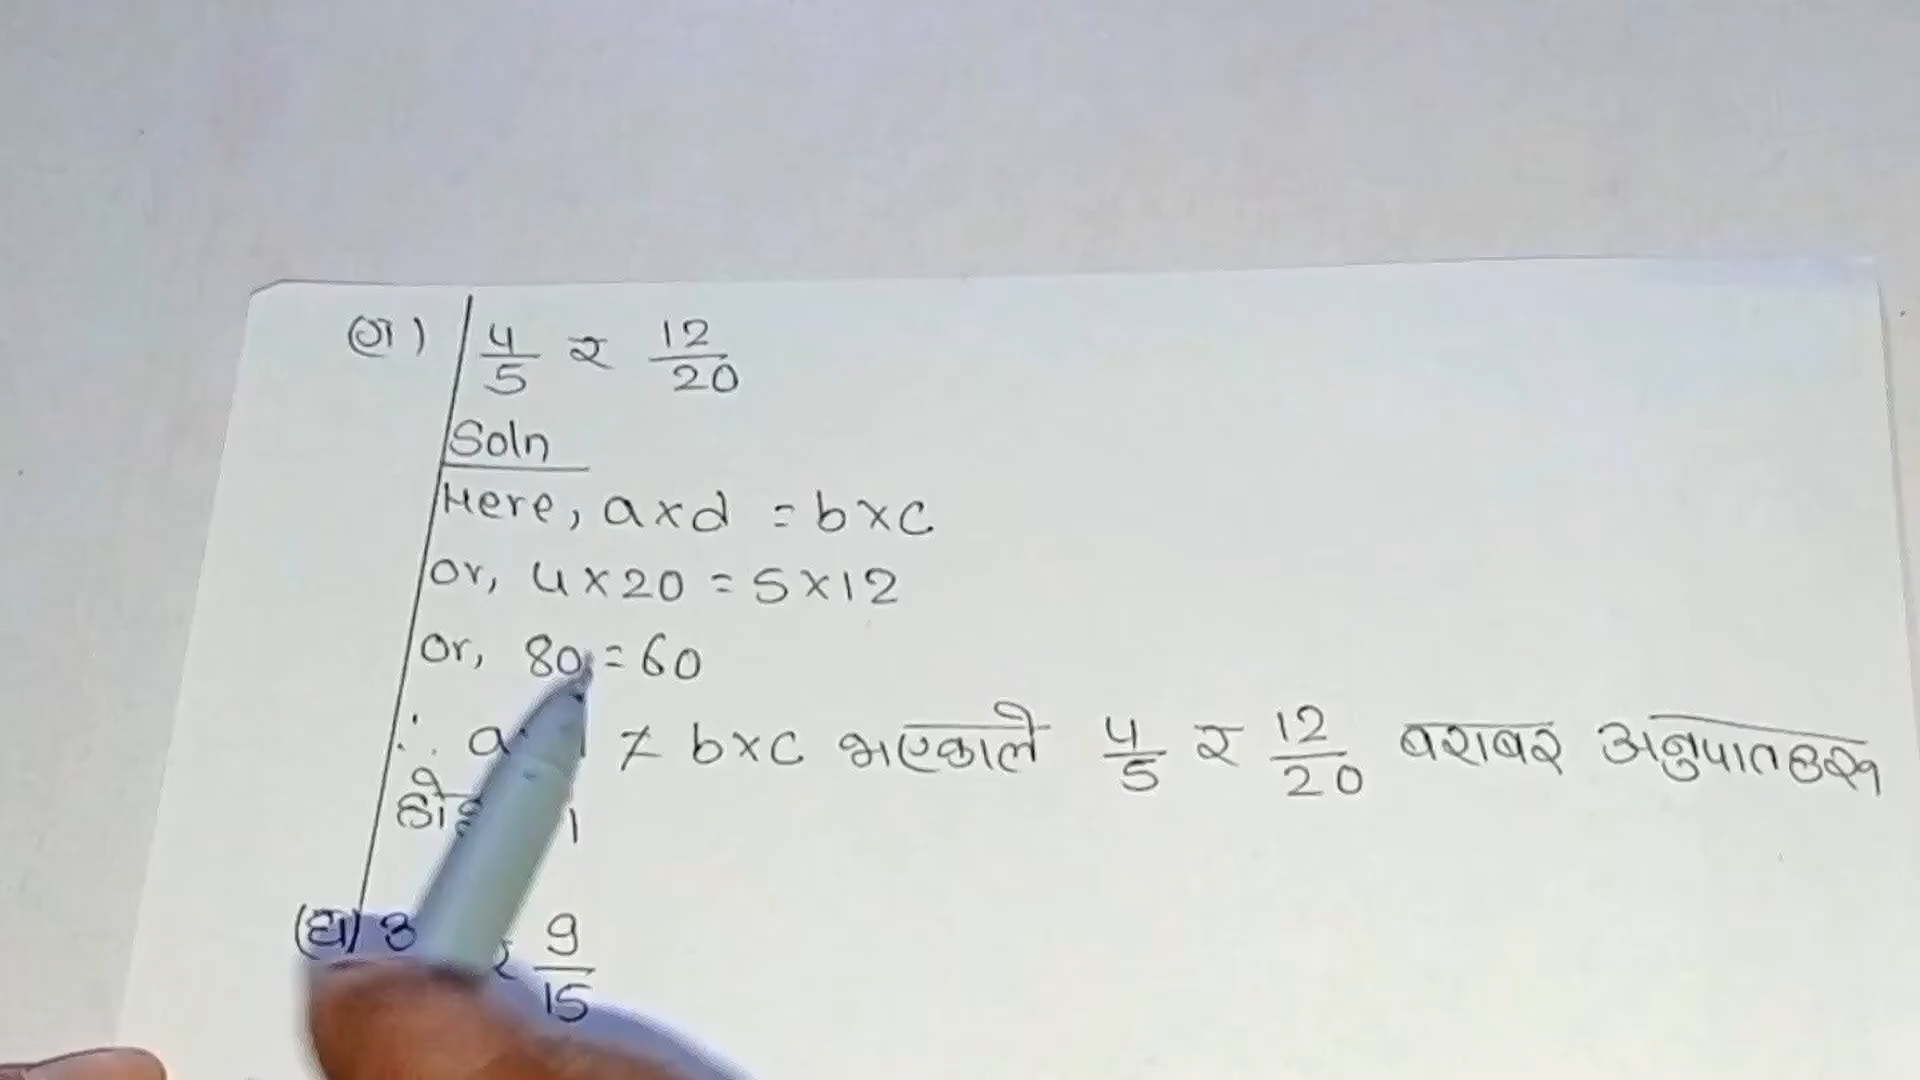 ग) 4/5 र 12/20
Soln
Here, a×d = b×c
or, 4×20 = 5×12
or, 80 = 60
∴ a ≠ b×c भएकाले 4/5 र 12/20 बराबर अनुपातहरू
।
(घ) 3 र 9/15